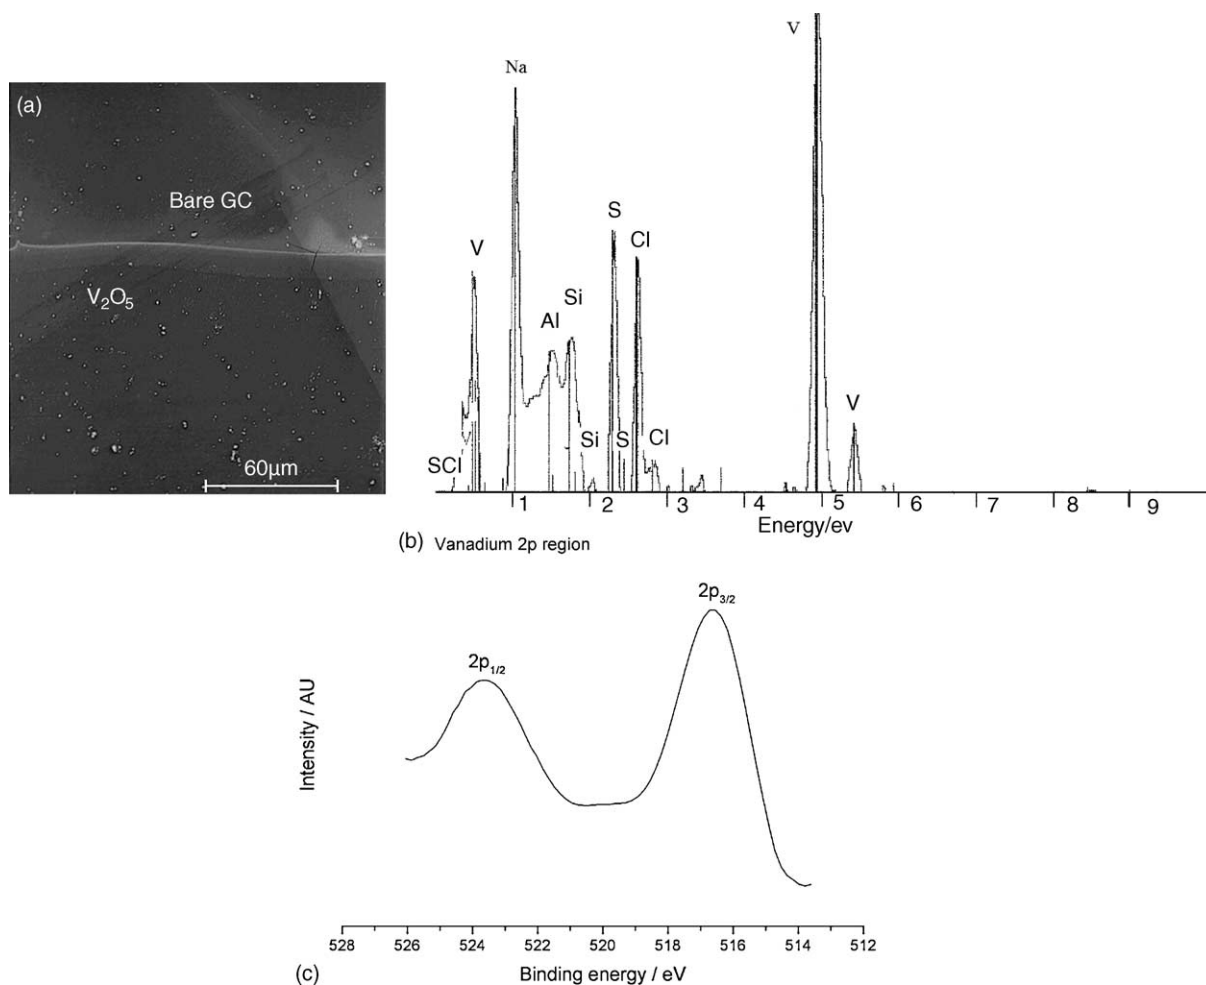 (a)
Bare GC
V₂O₅
60μm
V
Na
S
Cl
V
Si
Al
V
Si
S
Cl
SCl
1 2 3 4 5 6 7 8 9
Energy/ev
(b) Vanadium 2p region
2p₃/₂
2p₁/₂
Intensity / AU
528 526 524 522 520 518 516 514 512
Binding energy / eV
(c)